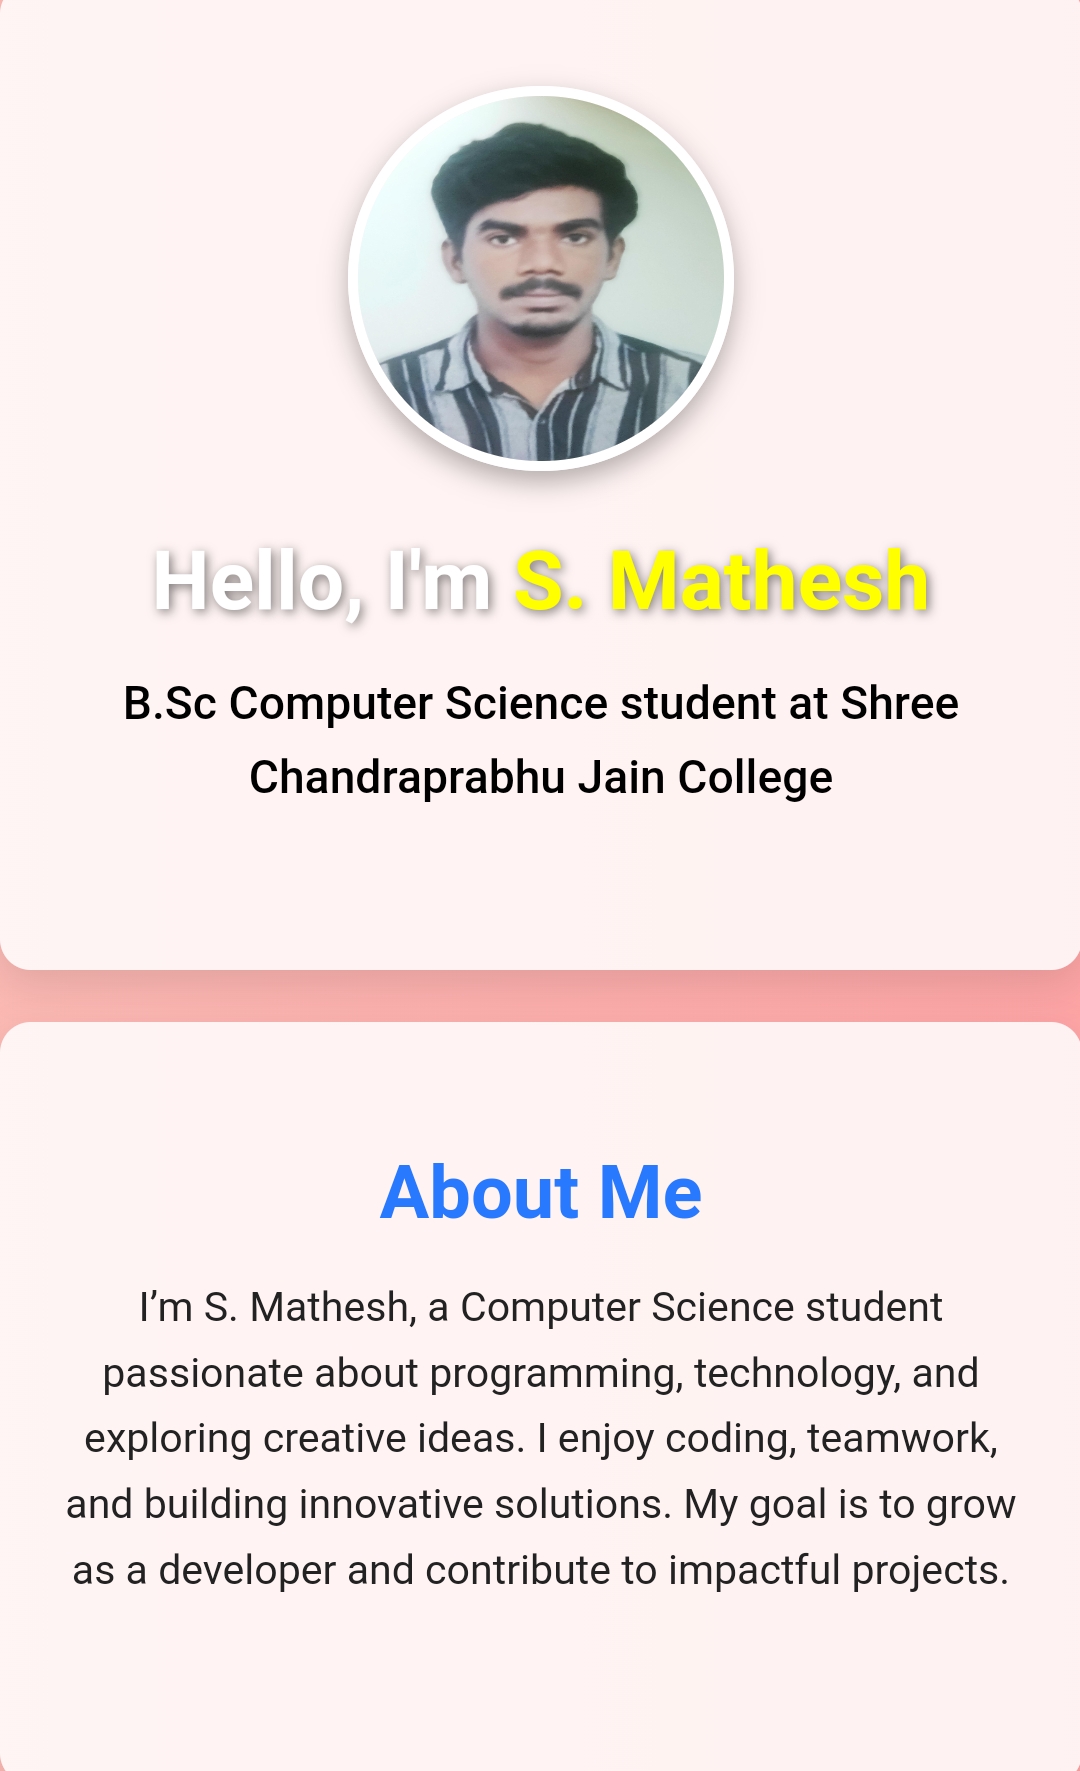 Hello, I'm S. Mathesh
B.Sc Computer Science student at Shree
Chandraprabhu Jain College
About Me
I’m S. Mathesh, a Computer Science student
passionate about programming, technology, and
exploring creative ideas. I enjoy coding, teamwork,
and building innovative solutions. My goal is to grow
as a developer and contribute to impactful projects.